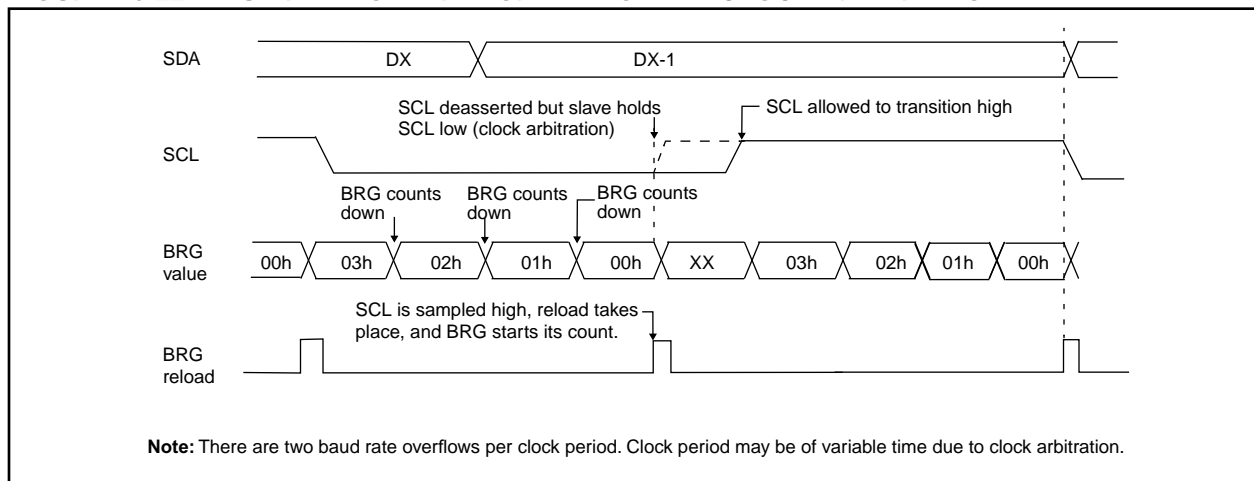 SDA
DX
DX-1
SCL deasserted but slave holds
SCL low (clock arbitration)
SCL allowed to transition high
SCL
BRG counts
down
BRG counts
down
BRG counts
down
BRG
value
00h
03h
02h
01h
00h
XX
03h
02h
01h
00h
SCL is sampled high, reload takes
place, and BRG starts its count.
BRG
reload
Note: There are two baud rate overflows per clock period. Clock period may be of variable time due to clock arbitration.